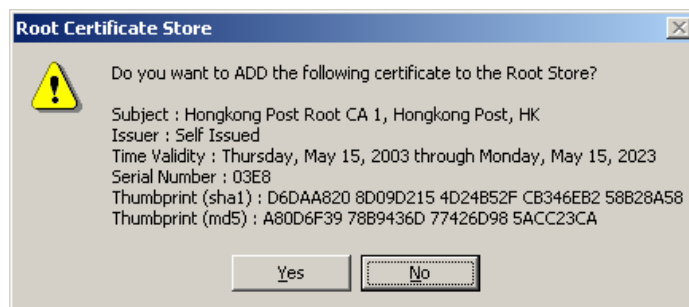 Root Certificate Store
Do you want to ADD the following certificate to the Root Store?
Subject : Hongkong Post Root CA 1, Hongkong Post, HK
Issuer : Self Issued
Time Validity : Thursday, May 15, 2003 through Monday, May 15, 2023
Serial Number : 03E8
Thumbprint (sha1) : D6DAA820 8D09D215 4D24B52F CB346EB2 58B28A58
Thumbprint (md5) : A80D6F39 78B9436D 77426D98 5ACC23CA
Yes No